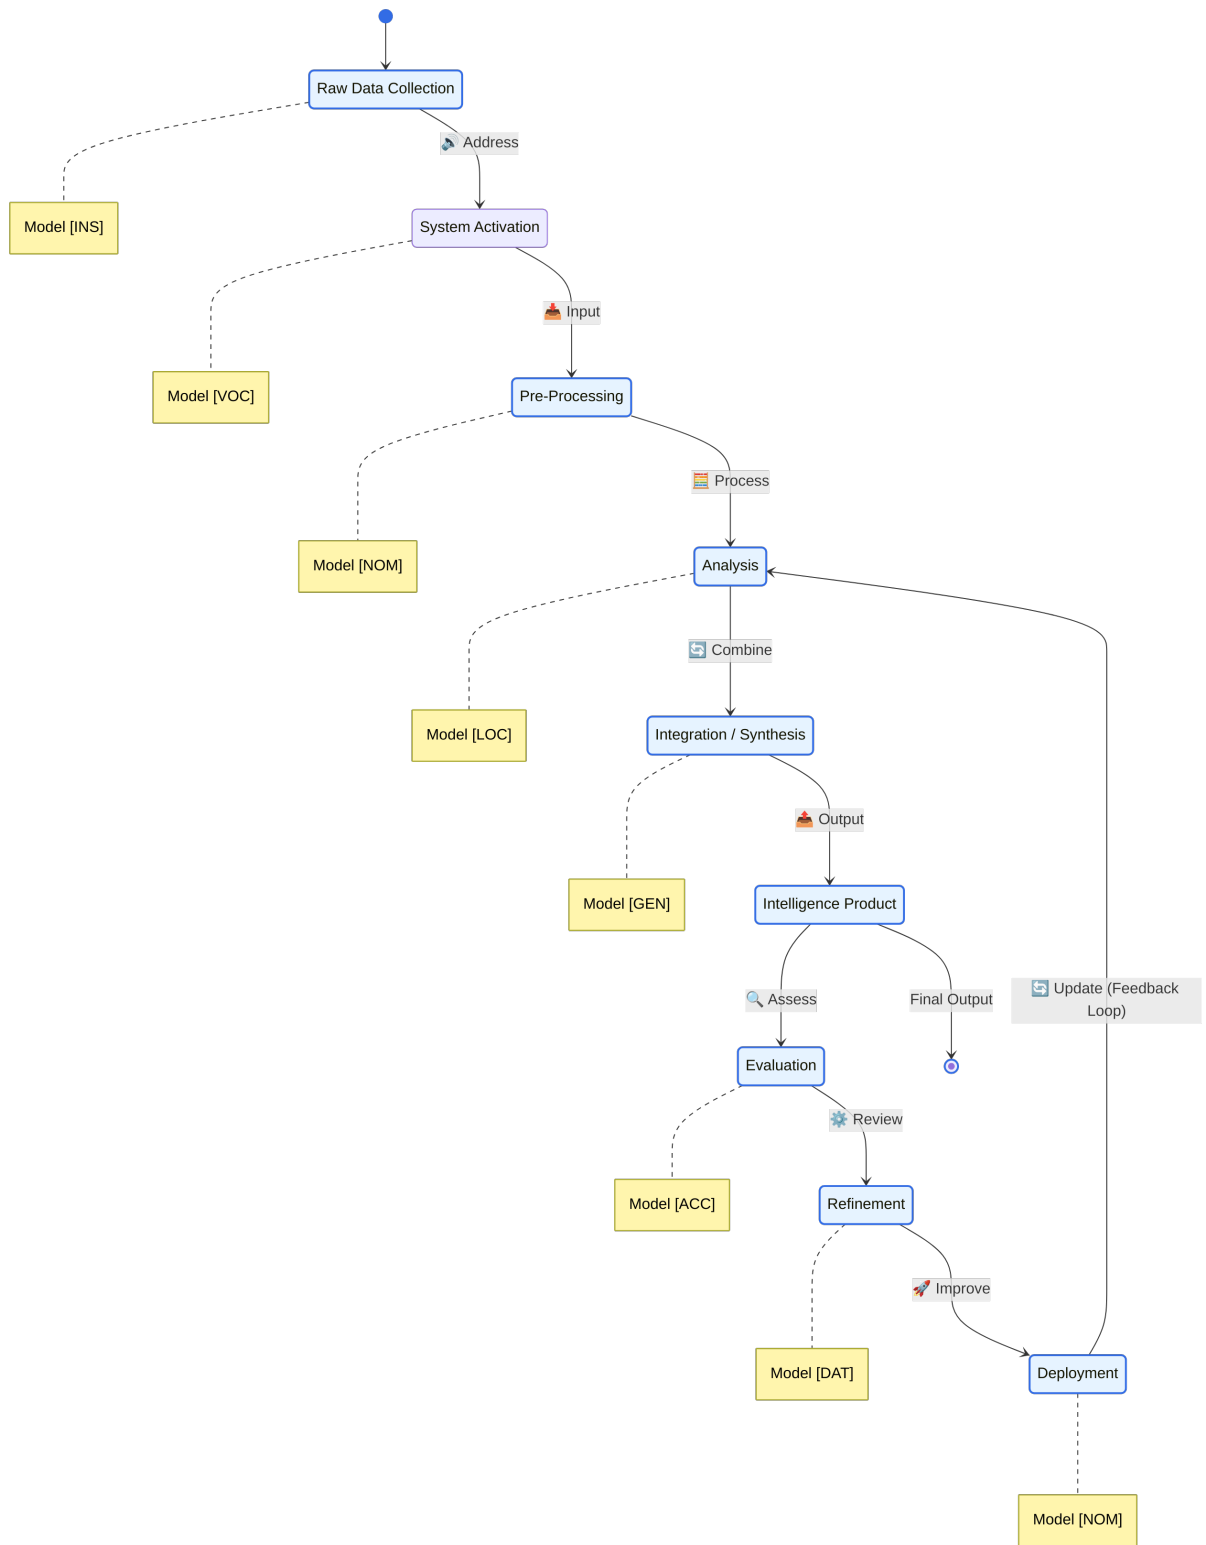 Raw Data Collection
🔊 Address
Model [INS]
System Activation
📥 Input
Model [VOC]
Pre-Processing
🧮 Process
Model [NOM]
Analysis
🔄 Combine
Model [LOC]
Integration / Synthesis
📤 Output
Model [GEN]
Intelligence Product
🔍 Assess
Final Output
🔄 Update (Feedback
Loop)
Evaluation
⚙️ Review
Model [ACC]
Refinement
🚀 Improve
Model [DAT]
Deployment
Model [NOM]